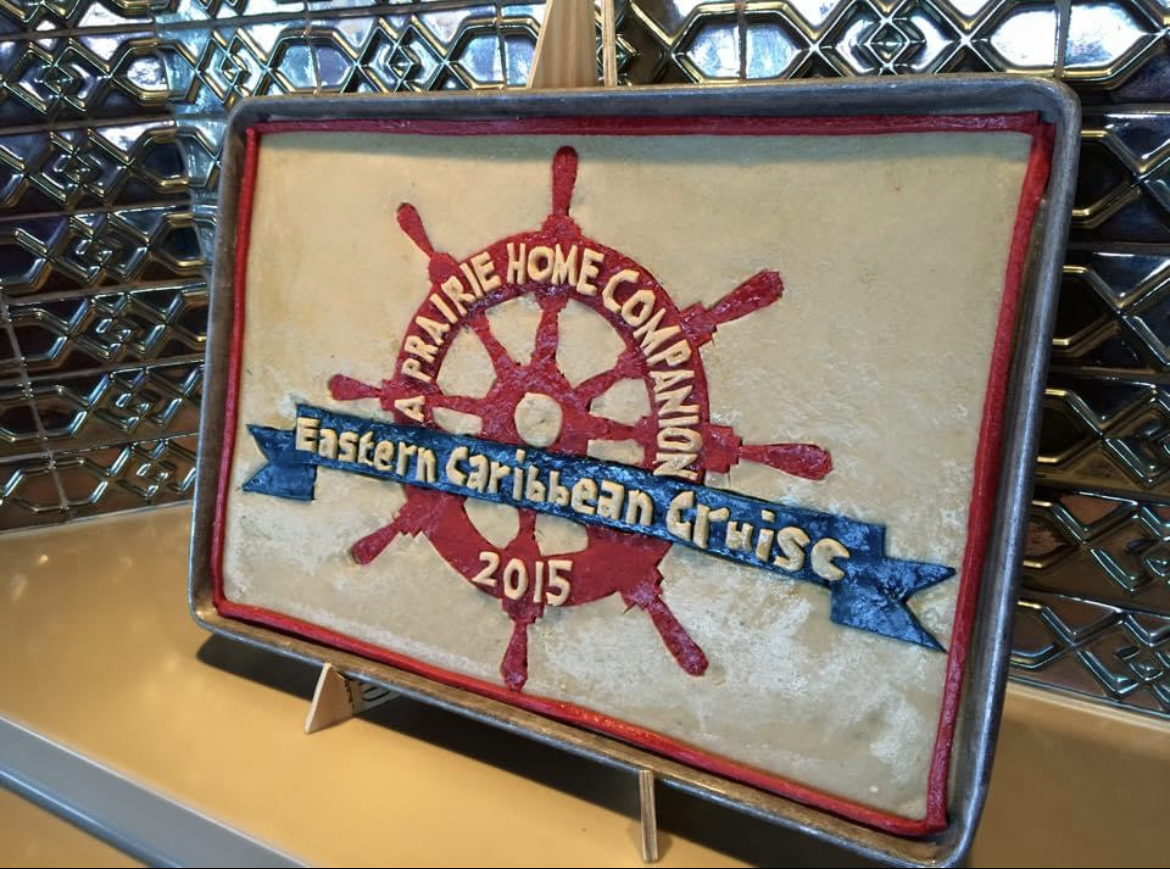 A PRAIRIE HOME COMPANION
Eastern Caribbean Cruise
2015